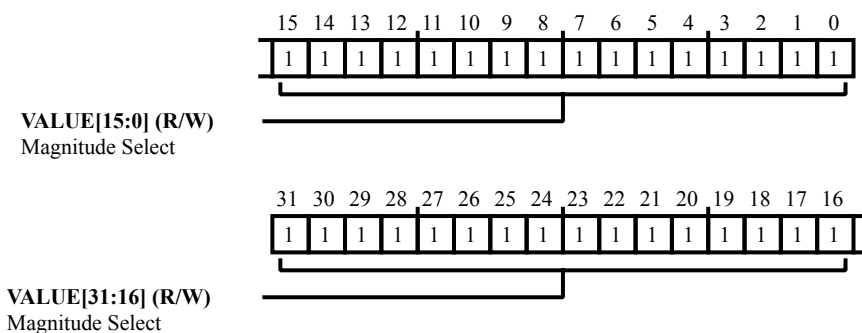 15 14 13 12 11 10 9 8 7 6 5 4 3 2 1 0
1 1 1 1 1 1 1 1 1 1 1 1 1 1 1 1
VALUE[15:0] (R/W)
Magnitude Select
31 30 29 28 27 26 25 24 23 22 21 20 19 18 17 16
1 1 1 1 1 1 1 1 1 1 1 1 1 1 1 1
VALUE[31:16] (R/W)
Magnitude Select